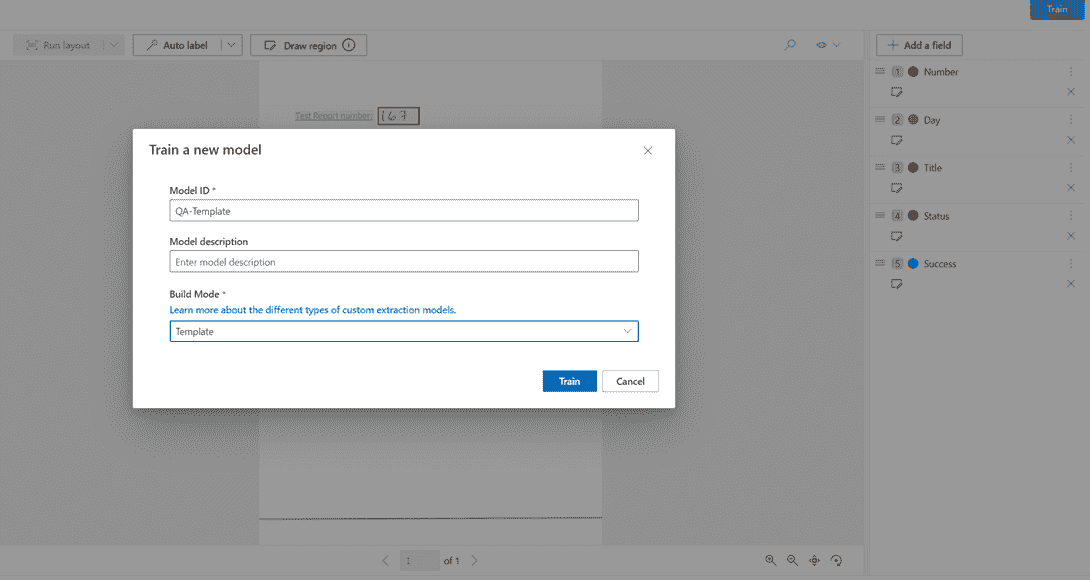 Train
Run layout
Auto label
Draw region
Add a field
Test Report number: 167
1 Number
2 Day
3 Title
4 Status
5 Success
Train a new model
Model ID *
QA-Template
Model description
Enter model description
Build Mode *
Learn more about the different types of custom extraction models.
Template
Train Cancel
1 of 1